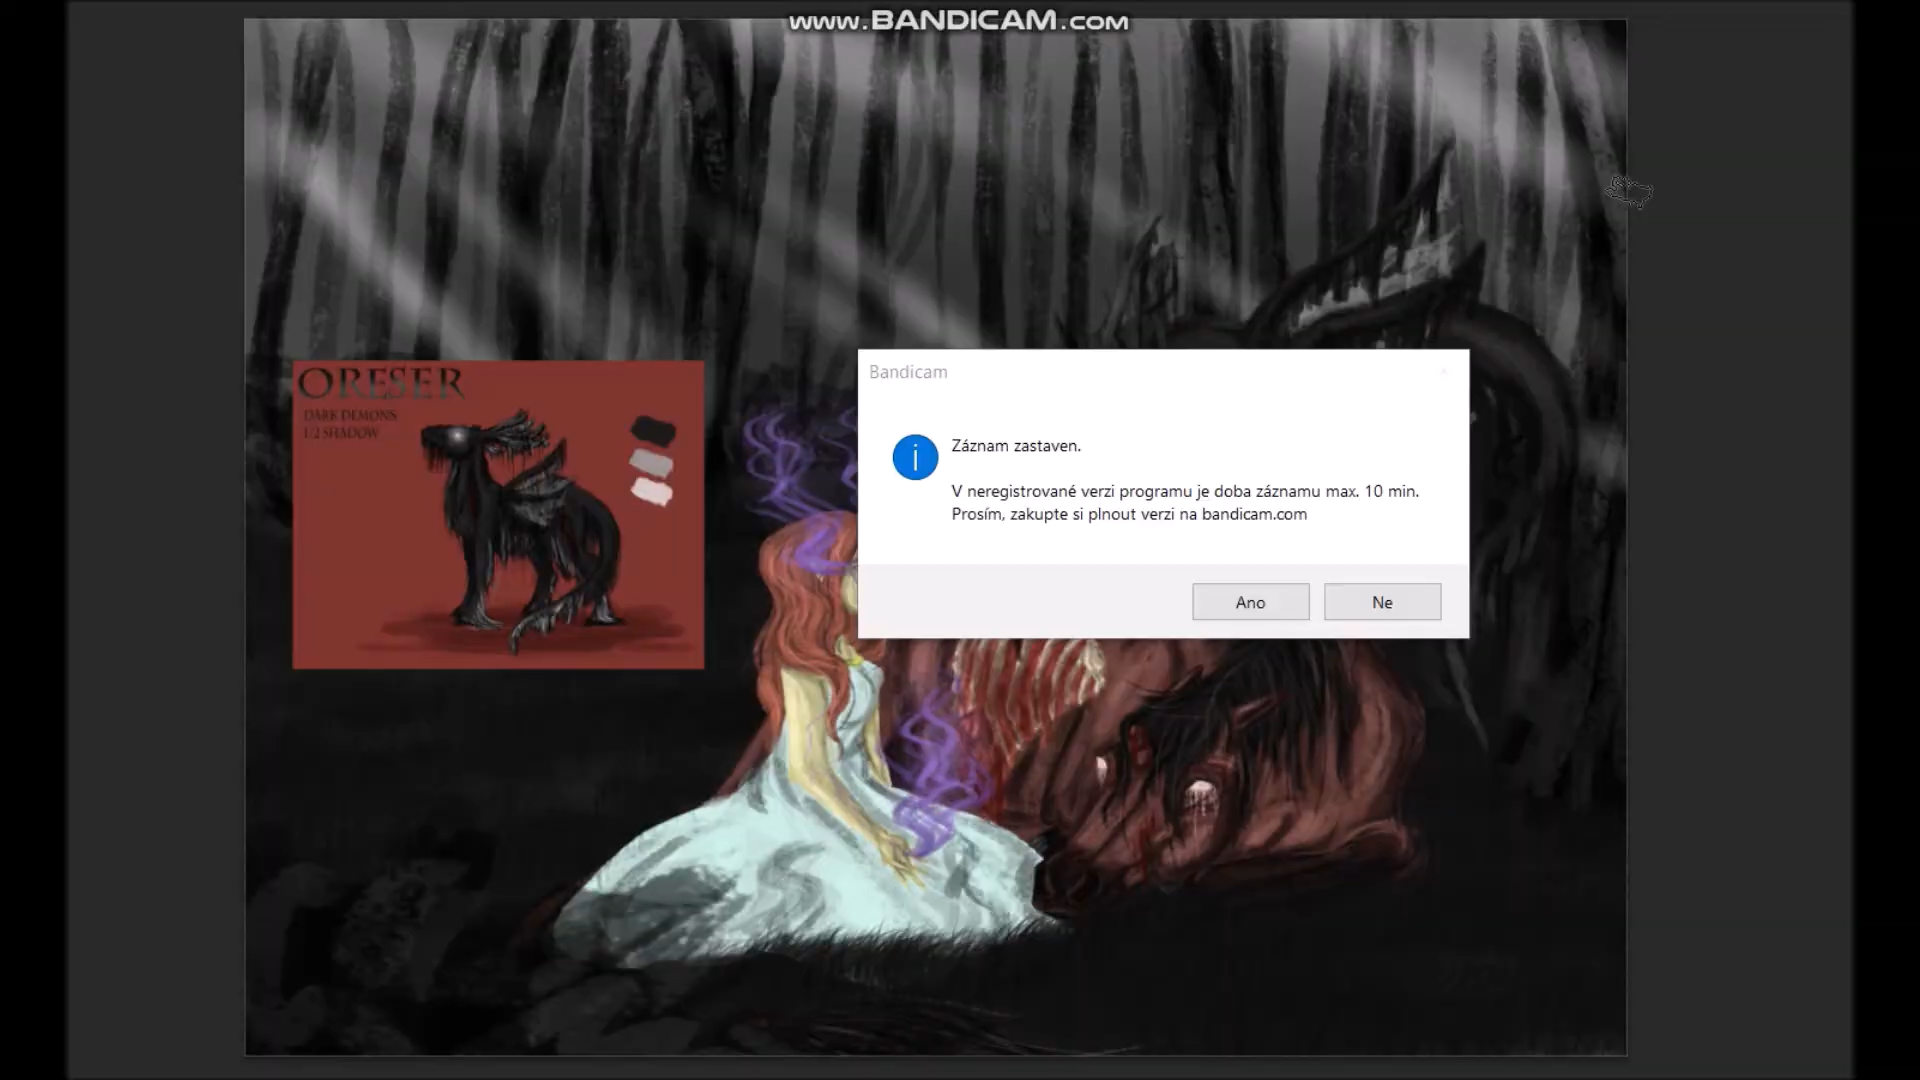 www.BANDICAM.com
ORESER
DARK DEMONS
1/2 SHADOW
Bandicam
Záznam zastaven.
V neregistrované verzi programu je doba záznamu max. 10 min.
Prosím, zakupte si plnout verzi na bandicam.com
Ano
Ne